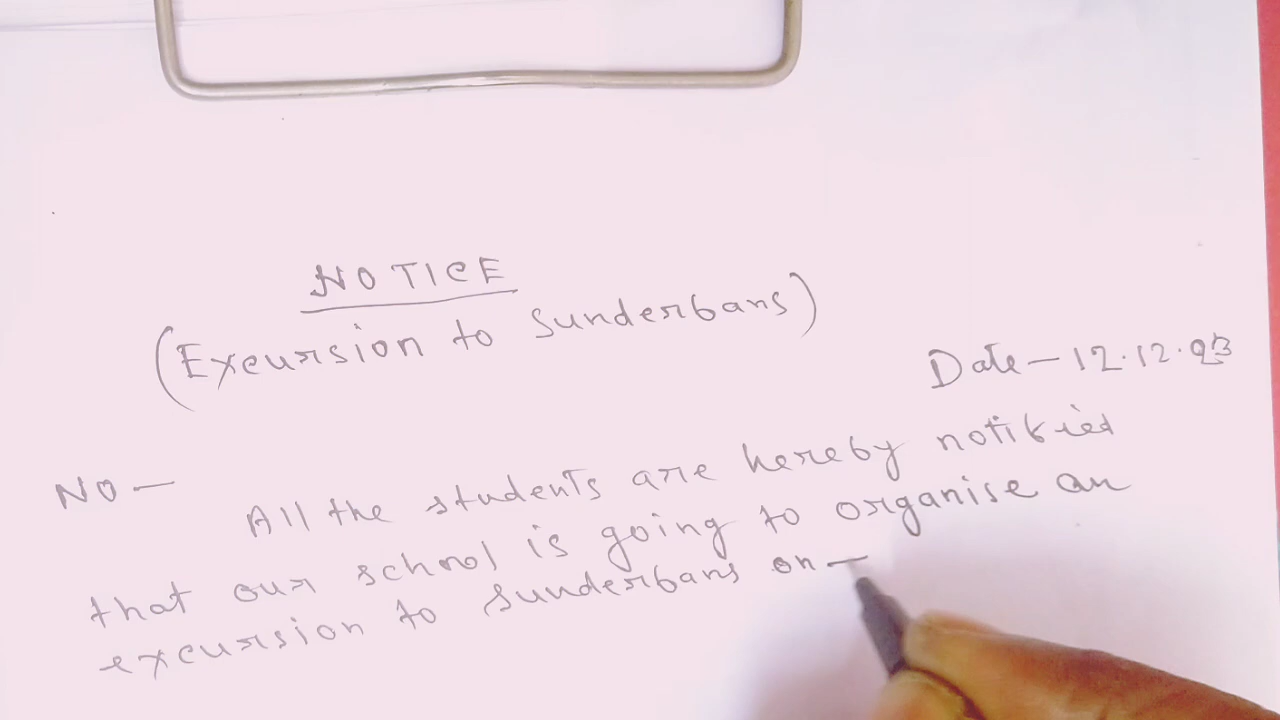 NOTICE
(Excursion to Sunderbans)
Date - 12.12.23
NO -
All the students are hereby notified
that our school is going to organise an
excursion to Sunderbans on -